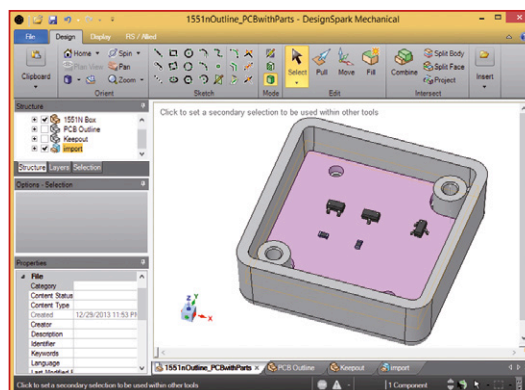 1551nOutline_PCBwithParts - DesignSpark Mechanical
File Design Display RS / Allied
Clipboard
Home Spin
Plan View Pan
Zoom
Orient
Sketch
Mode
Select Pull Move Fill
Edit
Combine
Split Body
Split Face
Project
Intersect
Insert
Structure
1551N Box
PCB Outline
Keepout
import
Structure Layers Selection
Options - Selection
Properties
File
Category
Content Status
Content Type
Created 12/29/2013 11:53 PM
Creator
Description
Identifier
Keywords
Language
Click to set a secondary selection to be used within other tools
Z Y
X
1551nOutline_PCBwithParts PCB Outline Keepout import
Click to set a secondary selection to be used within other tools
1 Component